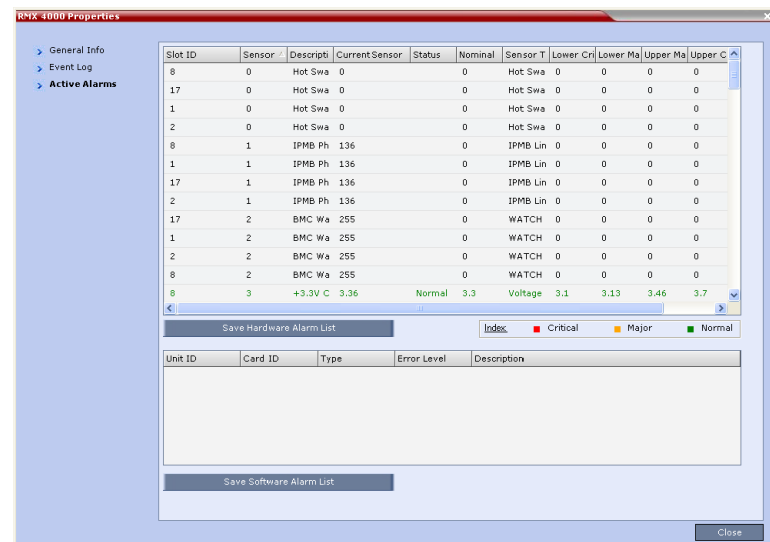 RMX 4000 Properties
x
General Info
Event Log
Active Alarms
Slot ID Sensor Descripti Current Sensor Status Nominal Sensor T Lower Cri Lower Ma Upper Ma Upper C
8 0 Hot Swa 0 0 Hot Swa 0 0 0 0
17 0 Hot Swa 0 0 Hot Swa 0 0 0 0
1 0 Hot Swa 0 0 Hot Swa 0 0 0 0
2 0 Hot Swa 0 0 Hot Swa 0 0 0 0
8 1 IPMB Ph 136 0 IPMB Lin 0 0 0 0
1 1 IPMB Ph 136 0 IPMB Lin 0 0 0 0
17 1 IPMB Ph 136 0 IPMB Lin 0 0 0 0
2 1 IPMB Ph 136 0 IPMB Lin 0 0 0 0
17 2 BMC Wa 255 0 WATCH 0 0 0 0
1 2 BMC Wa 255 0 WATCH 0 0 0 0
2 2 BMC Wa 255 0 WATCH 0 0 0 0
8 2 BMC Wa 255 0 WATCH 0 0 0 0
8 3 +3.3V C 3.36 Normal 3.3 Voltage 3.1 3.13 3.46 3.7
Save Hardware Alarm List
Index: Critical Major Normal
Unit ID Card ID Type Error Level Description
Save Software Alarm List
Close